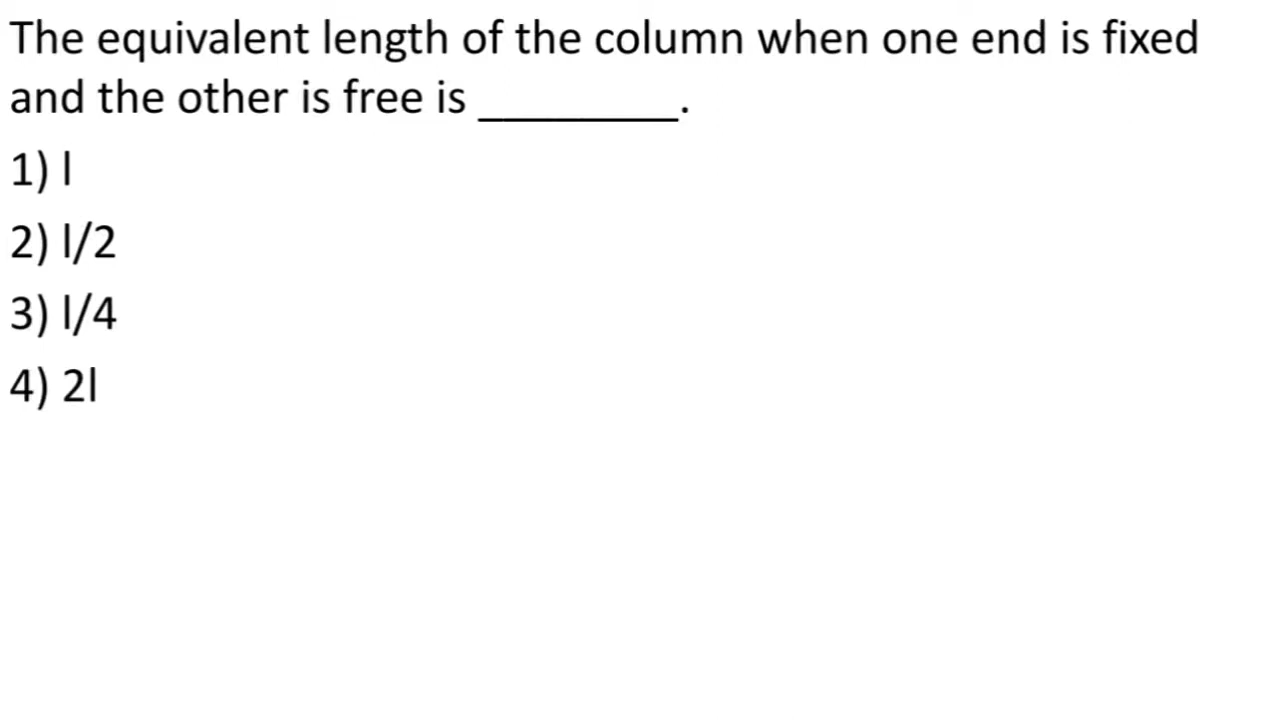 The equivalent length of the column when one end is fixed
and the other is free is ________.
1) l
2) l/2
3) l/4
4) 2l